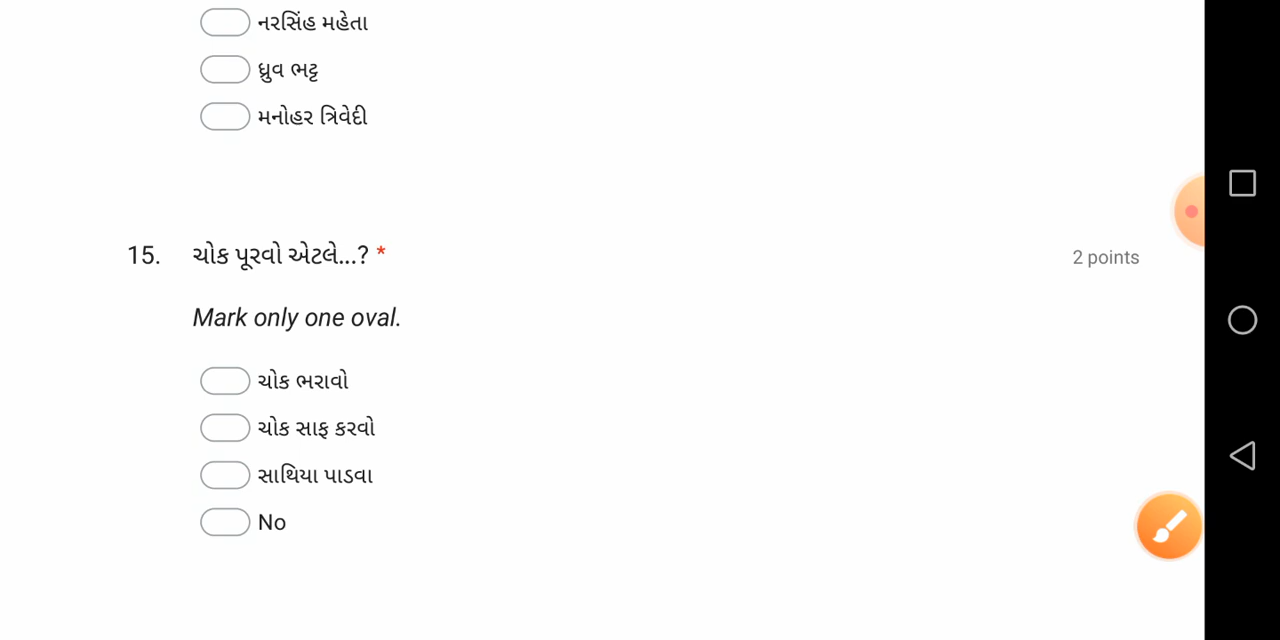 નરસિંહ મહેતા
ધ્રુવ ભટ્ટ
મનોહર ત્રિવેદી
15. ચોક પૂરવો એટલે...? * 2 points
Mark only one oval.
ચોક ભરાવો
ચોક સાફ કરવો
સાથિયા પાડવા
No